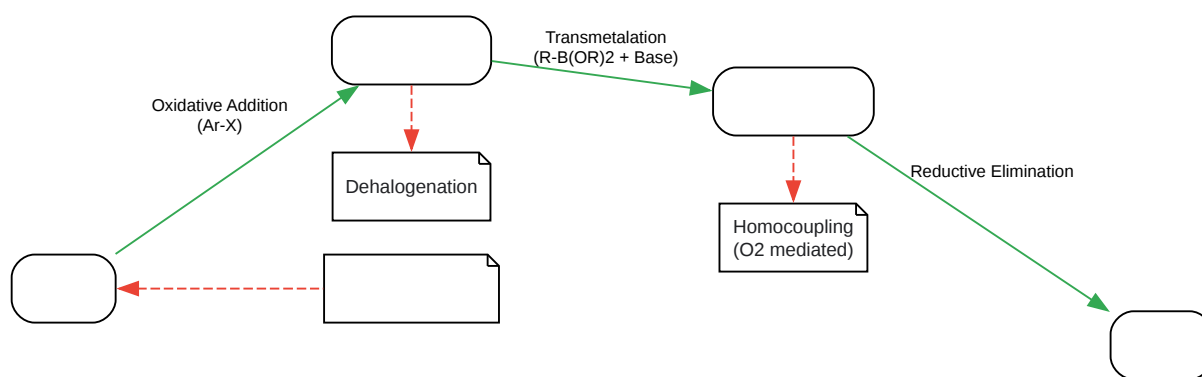 Transmetalation
(R-B(OR)2 + Base)
Oxidative Addition
(Ar-X)
Dehalogenation
Reductive Elimination
Homocoupling
(O2 mediated)